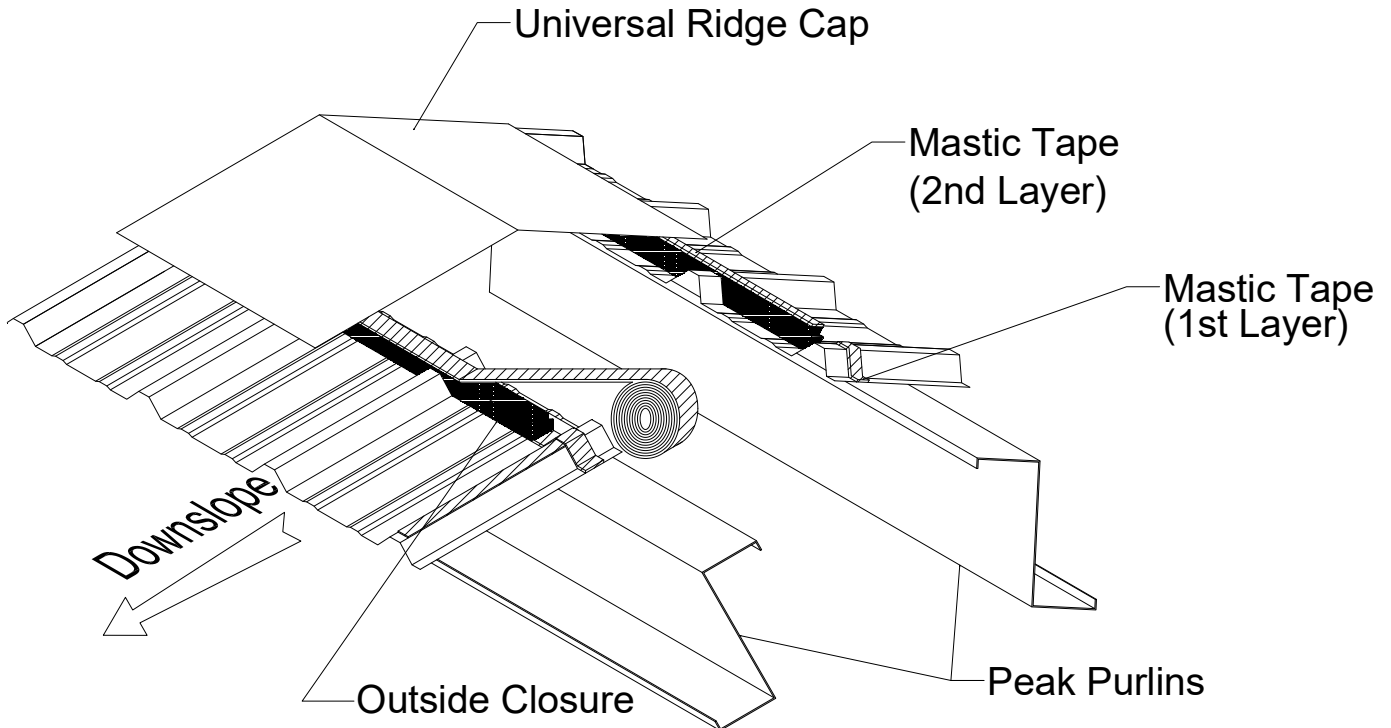 Universal Ridge Cap
Mastic Tape
(2nd Layer)
Mastic Tape
(1st Layer)
Downslope
Outside Closure
Peak Purlins